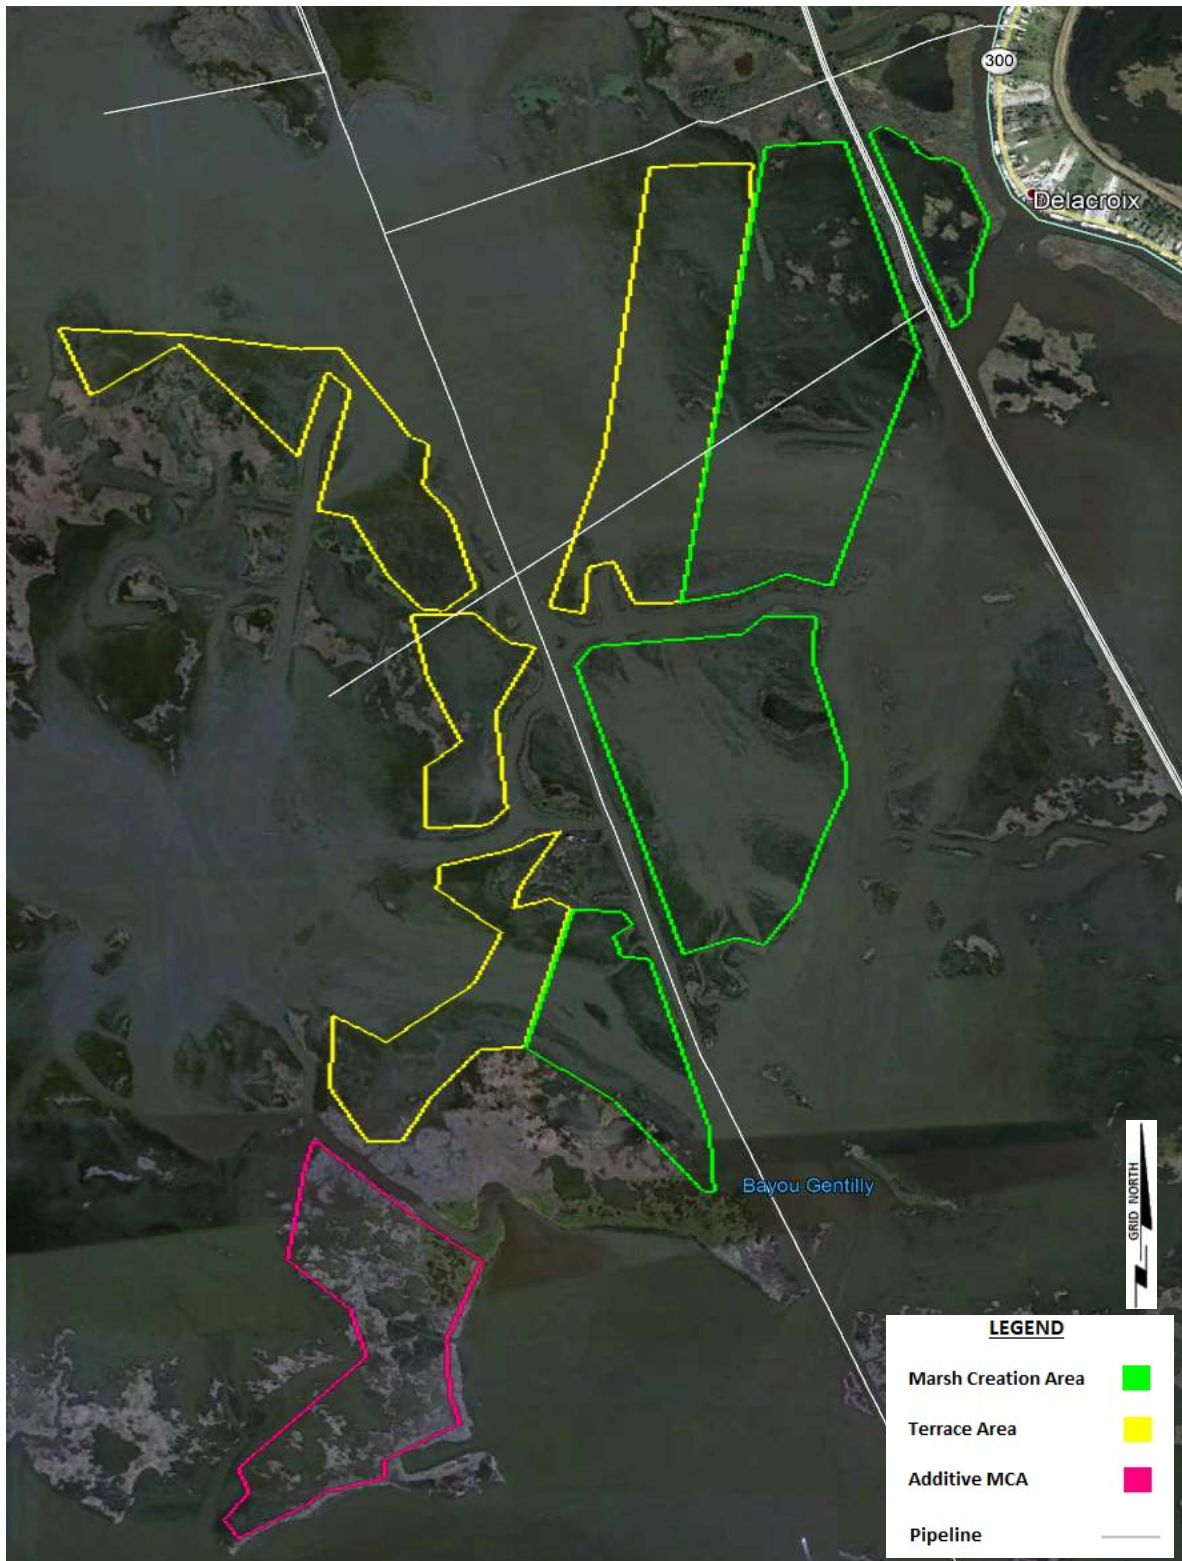 300
Delacroix
Bayou Gentilly
GRID NORTH
LEGEND
Marsh Creation Area
Terrace Area
Additive MCA
Pipeline